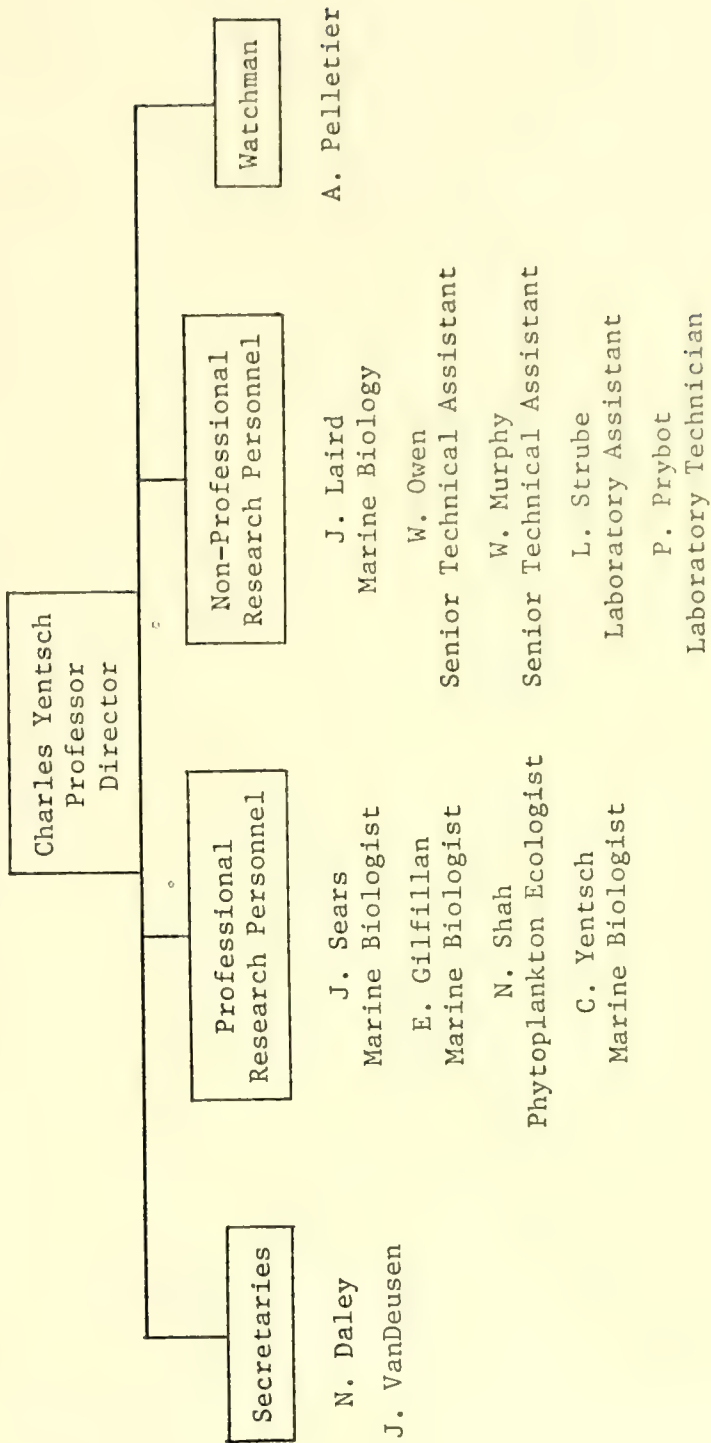 Charles Yentsch
Professor
Director
Secretaries
N. Daley
J. VanDeusen
Professional
Research Personnel
J. Sears
Marine Biologist
E. Gilfillan
Marine Biologist
N. Shah
Phytoplankton Ecologist
C. Yentsch
Marine Biologist
Non-Professional
Research Personnel
J. Laird
Marine Biology
W. Owen
Senior Technical Assistant
W. Murphy
Senior Technical Assistant
L. Strube
Laboratory Assistant
P. Prybot
Laboratory Technician
Watchman
A. Pelletier